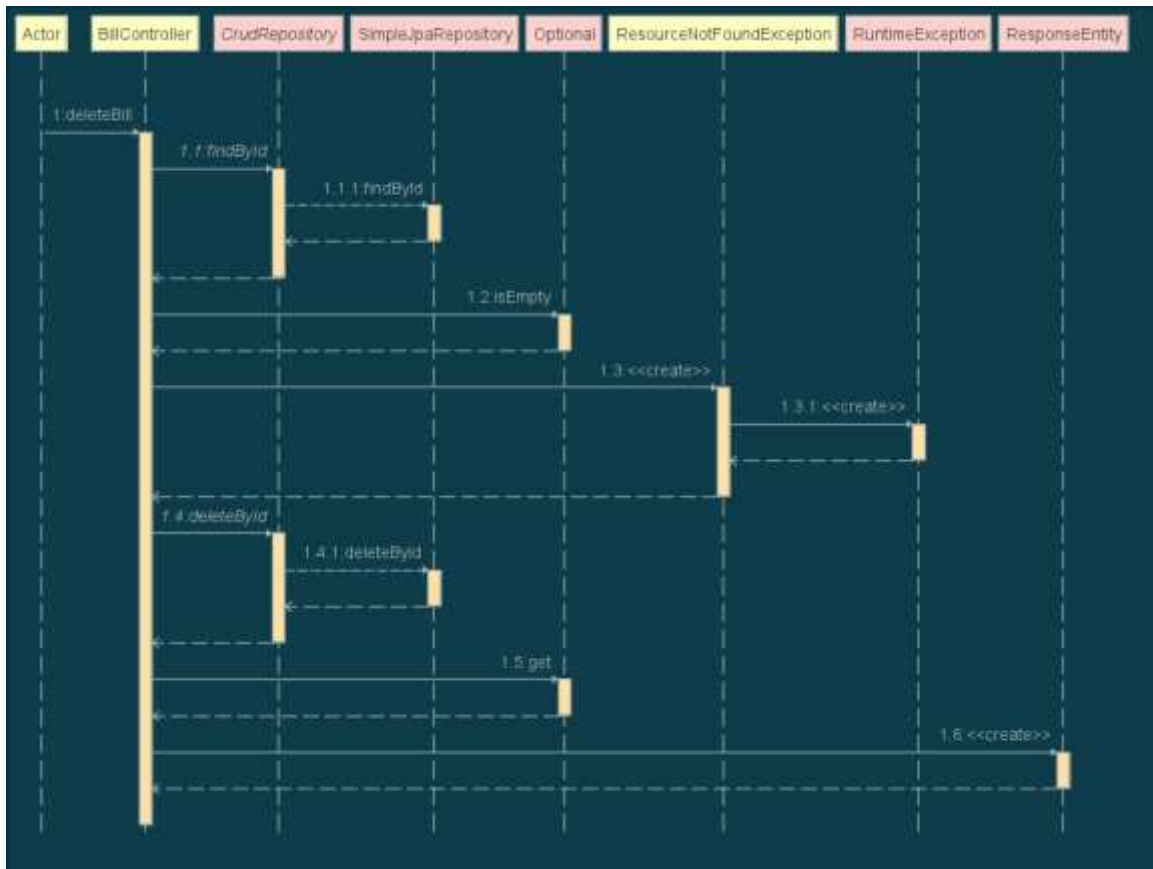 Actor BillController CrudRepository SimpleJpaRepository Optional ResourceNotFoundException RuntimeException ResponseEntity
1:deleteBill
1.1:findById
1.1.1:findById
1.2:isEmpty
1.3:<<create>>
1.3.1:<<create>>
1.4:deleteById
1.4.1:deleteById
1.5:get
1.6:<<create>>